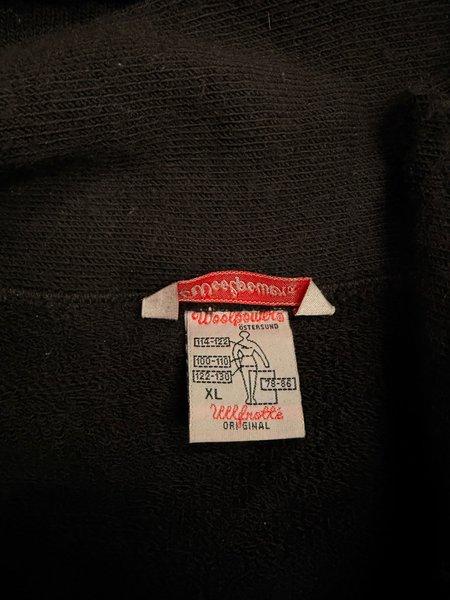 Woolpower
Woolpower®
ÖSTERSUND
114-122
100-110
122-130
78-86
XL
Ullfrotté
ORIGINAL